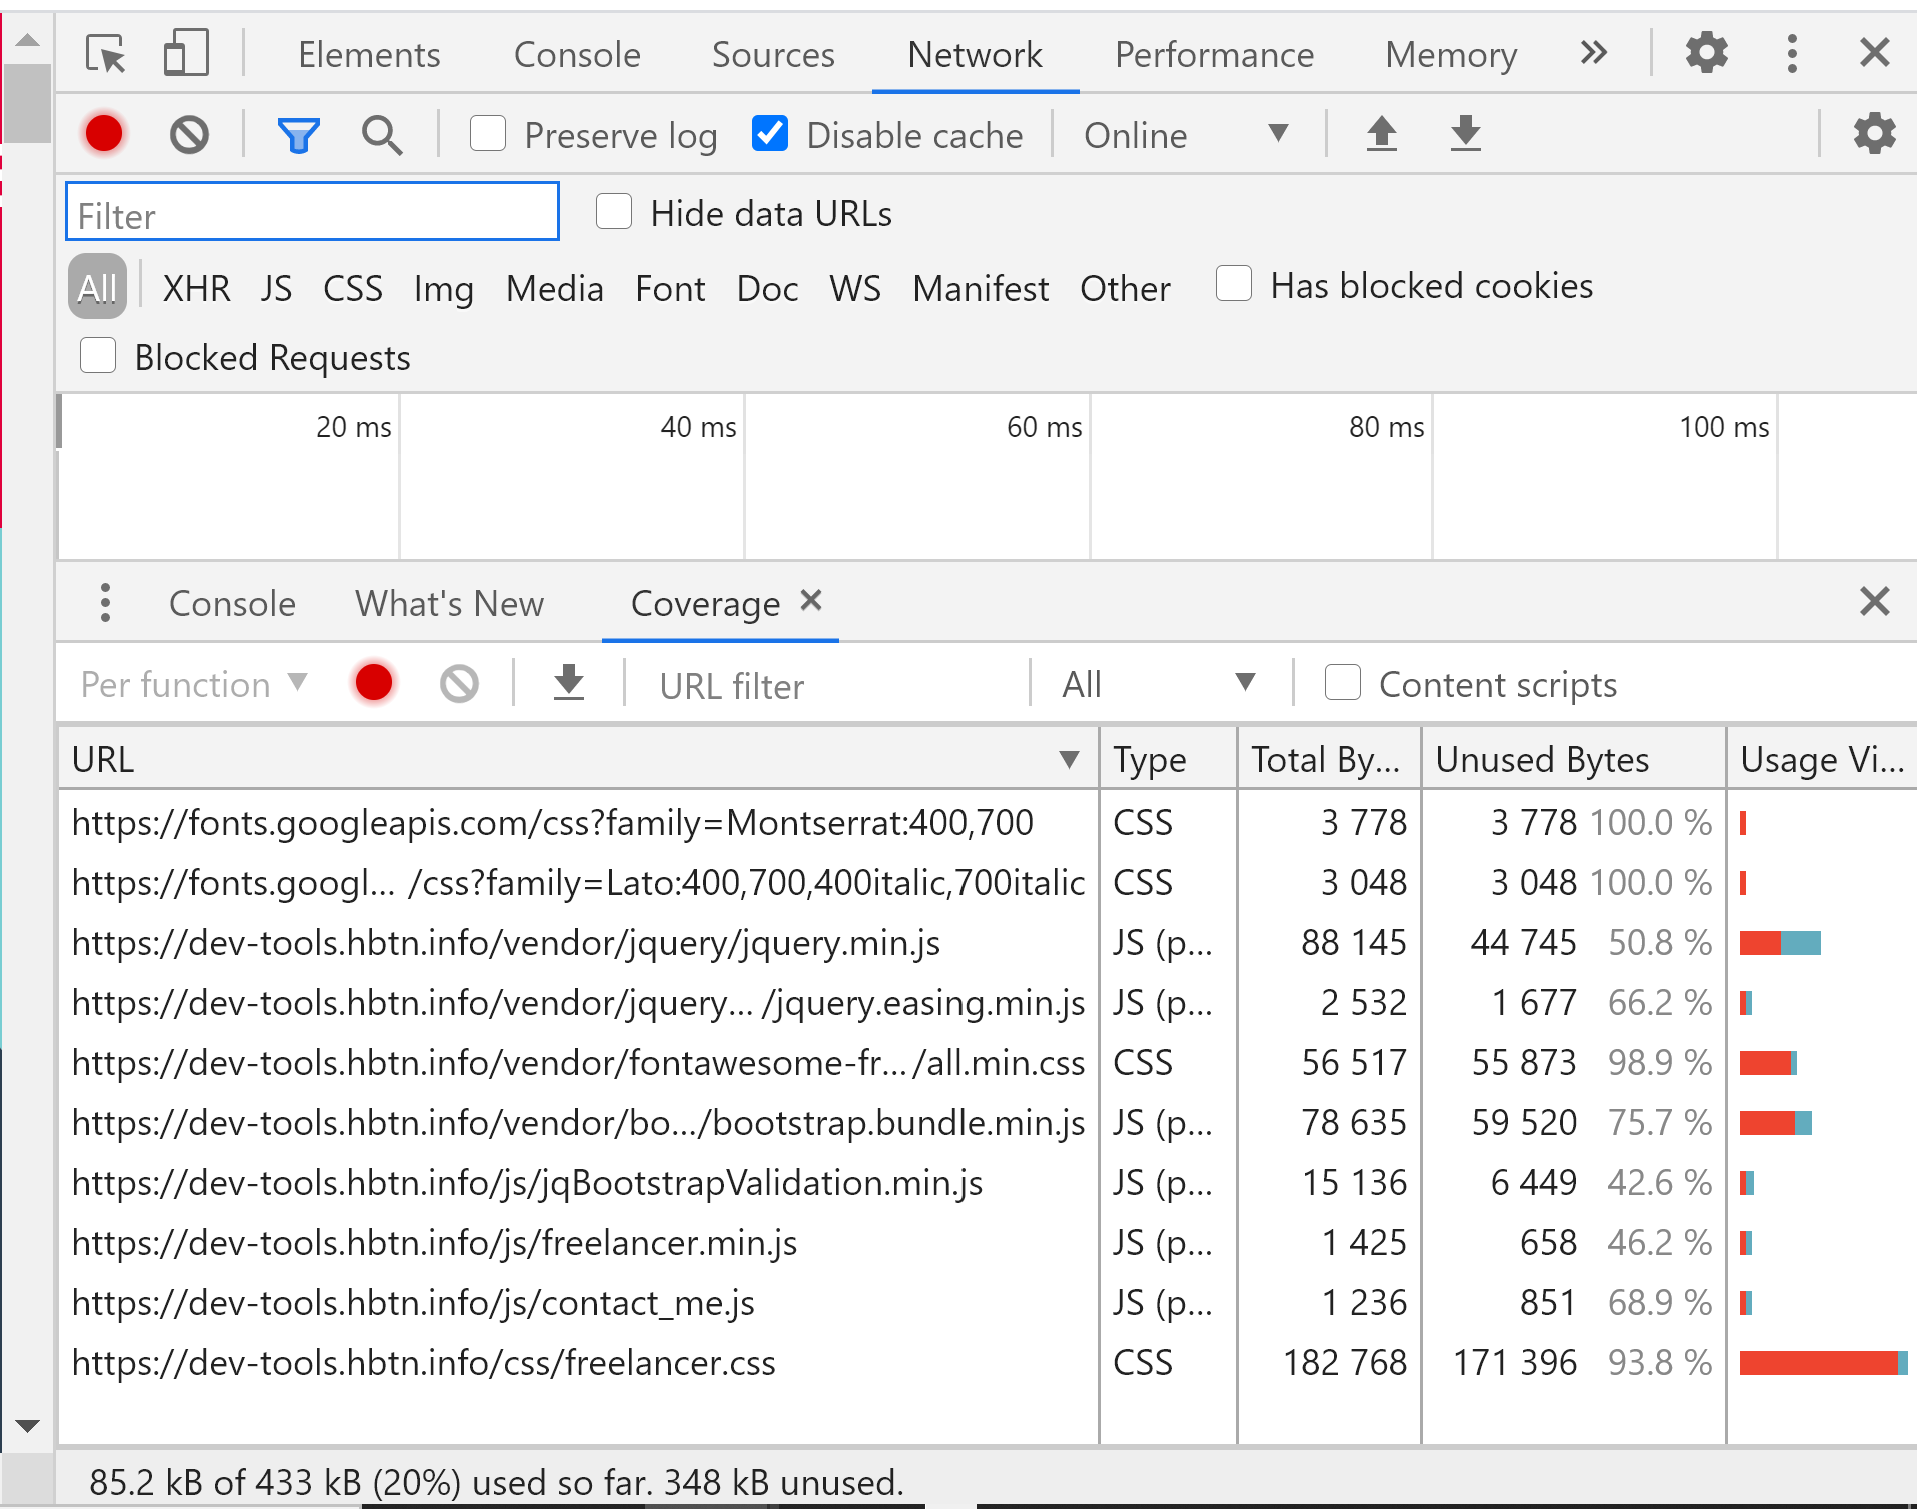 Elements Console Sources Network Performance Memory
Preserve log Disable cache Online
Filter Hide data URLs
All XHR JS CSS Img Media Font Doc WS Manifest Other Has blocked cookies
Blocked Requests
20 ms 40 ms 60 ms 80 ms 100 ms
Console What's New Coverage
Per function URL filter All Content scripts
URL Type Total By... Unused Bytes Usage Vi...
https://fonts.googleapis.com/css?family=Montserrat:400,700 CSS 3 778 3 778 100.0 %
https://fonts.googl... /css?family=Lato:400,700,400italic,700italic CSS 3 048 3 048 100.0 %
https://dev-tools.hbtn.info/vendor/jquery/jquery.min.js JS (p... 88 145 44 745 50.8 %
https://dev-tools.hbtn.info/vendor/jquery... /jquery.easing.min.js JS (p... 2 532 1 677 66.2 %
https://dev-tools.hbtn.info/vendor/fontawesome-fr... /all.min.css CSS 56 517 55 873 98.9 %
https://dev-tools.hbtn.info/vendor/bo.../bootstrap.bundle.min.js JS (p... 78 635 59 520 75.7 %
https://dev-tools.hbtn.info/js/jqBootstrapValidation.min.js JS (p... 15 136 6 449 42.6 %
https://dev-tools.hbtn.info/js/freelancer.min.js JS (p... 1 425 658 46.2 %
https://dev-tools.hbtn.info/js/contact_me.js JS (p... 1 236 851 68.9 %
https://dev-tools.hbtn.info/css/freelancer.css CSS 182 768 171 396 93.8 %
85.2 kB of 433 kB (20%) used so far. 348 kB unused.